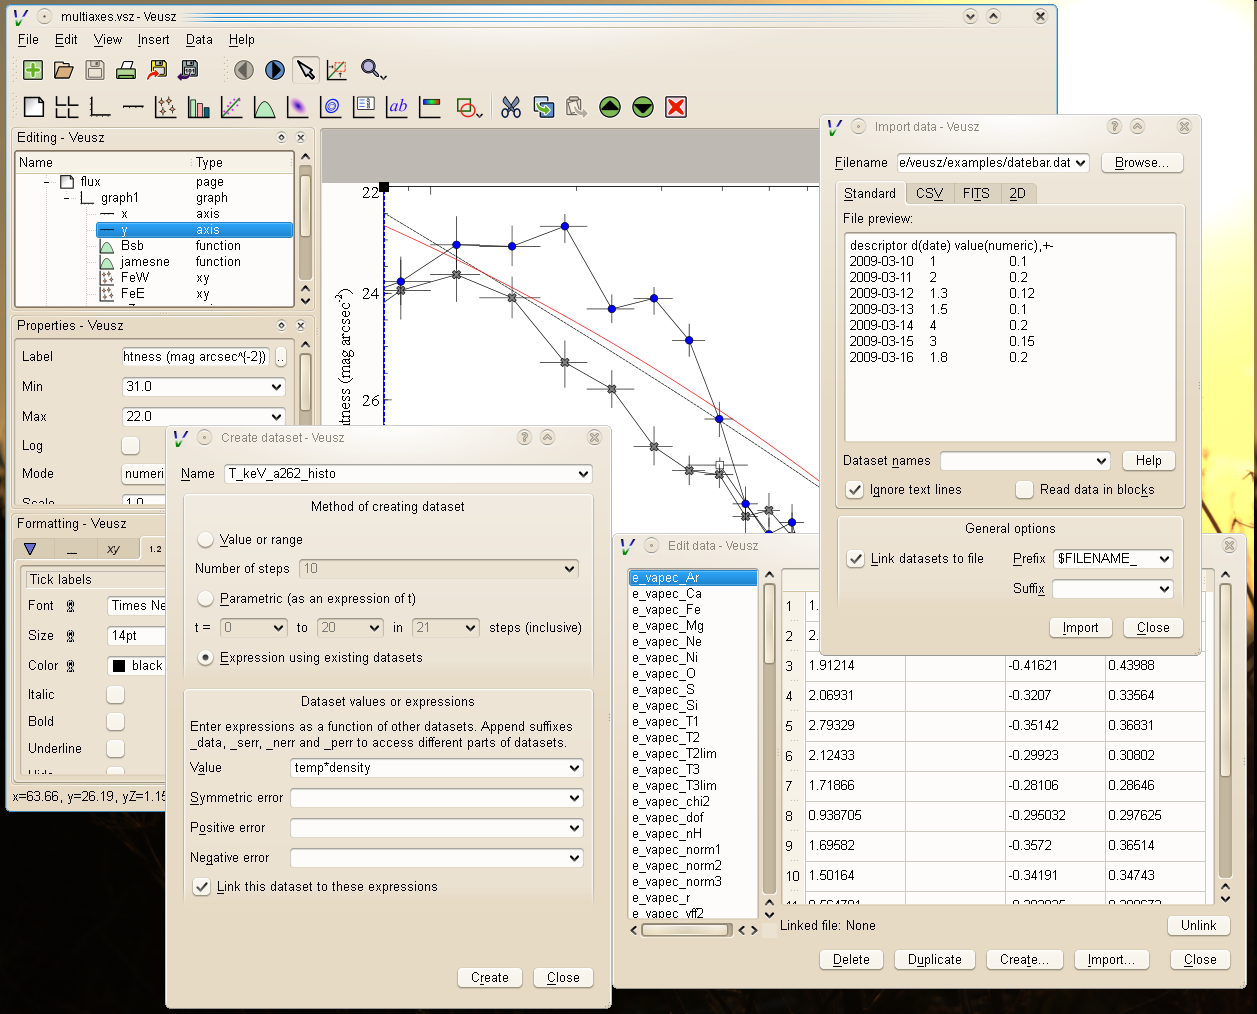 multiaxes.vsz - Veusz
File Edit View Insert Data Help
ab
Editing - Veusz
Name Type
flux page
graph1 graph
x axis
y axis
Bsb function
jamesne function
FeW xy
FeE xy
Properties - Veusz
Label htness (mag arcsec^{-2}) ..
Min 31.0
Max 22.0
Log
Mode numeri
Scale 1.0
Formatting - Veusz
xy 1.2
Tick labels
Font Times Ne
Size 14pt
Color black
Italic
Bold
Underline
Hide
x=63.66, y=26.19, yZ=1.15
22
24
26
htness (mag arcsec-2)
Import data - Veusz
Filename e/veusz/examples/datebar.dat Browse...
Standard CSV FITS 2D
File preview:
descriptor d(date) value(numeric),+-
2009-03-10 1 0.1
2009-03-11 2 0.2
2009-03-12 1.3 0.12
2009-03-13 1.5 0.1
2009-03-14 4 0.2
2009-03-15 3 0.15
2009-03-16 1.8 0.2
Dataset names Help
Ignore text lines Read data in blocks
General options
Link datasets to file Prefix $FILENAME_
Suffix
Import Close
Create dataset - Veusz
Name T_keV_a262_histo
Method of creating dataset
Value or range
Number of steps 10
Parametric (as an expression of t)
t = 0 to 20 in 21 steps (inclusive)
Expression using existing datasets
Dataset values or expressions
Enter expressions as a function of other datasets. Append suffixes
_data, _serr, _nerr and _perr to access different parts of datasets.
Value temp*density
Symmetric error
Positive error
Negative error
Link this dataset to these expressions
Create Close
Edit data - Veusz
e_vapec_Ar
e_vapec_Ca
e_vapec_Fe
e_vapec_Mg
e_vapec_Ne
e_vapec_Ni
e_vapec_O
e_vapec_S
e_vapec_Si
e_vapec_T1
e_vapec_T2
e_vapec_T2lim
e_vapec_T3
e_vapec_T3lim
e_vapec_chi2
e_vapec_dof
e_vapec_nH
e_vapec_norm1
e_vapec_norm2
e_vapec_norm3
e_vapec_r
e_vapec_vff2
1 1.
2 2.
3 1.91214 -0.41621 0.43988
4 2.06931 -0.3207 0.33564
5 2.79329 -0.35142 0.36831
6 2.12433 -0.29923 0.30802
7 1.71866 -0.28106 0.28646
8 0.938705 -0.295032 0.297625
9 1.69582 -0.3572 0.36514
10 1.50164 -0.34191 0.34743
11
Linked file: None Unlink
Delete Duplicate Create... Import... Close